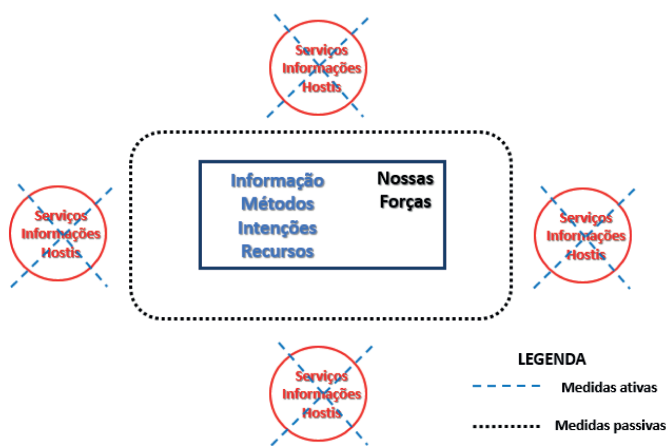 Serviços
Informações
Hostis
Informação
Métodos
Intenções
Recursos
Nossas
Forças
Serviços
Informações
Hostis
Serviços
Informações
Hostis
Serviços
Informações
Hostis
LEGENDA
Medidas ativas
Medidas passivas